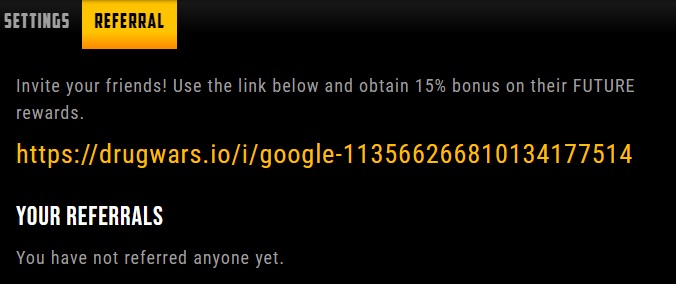 SETTINGS REFERRAL
Invite your friends! Use the link below and obtain 15% bonus on their FUTURE
rewards.
https://drugwars.io/i/google-113566266810134177514
YOUR REFERRALS
You have not referred anyone yet.